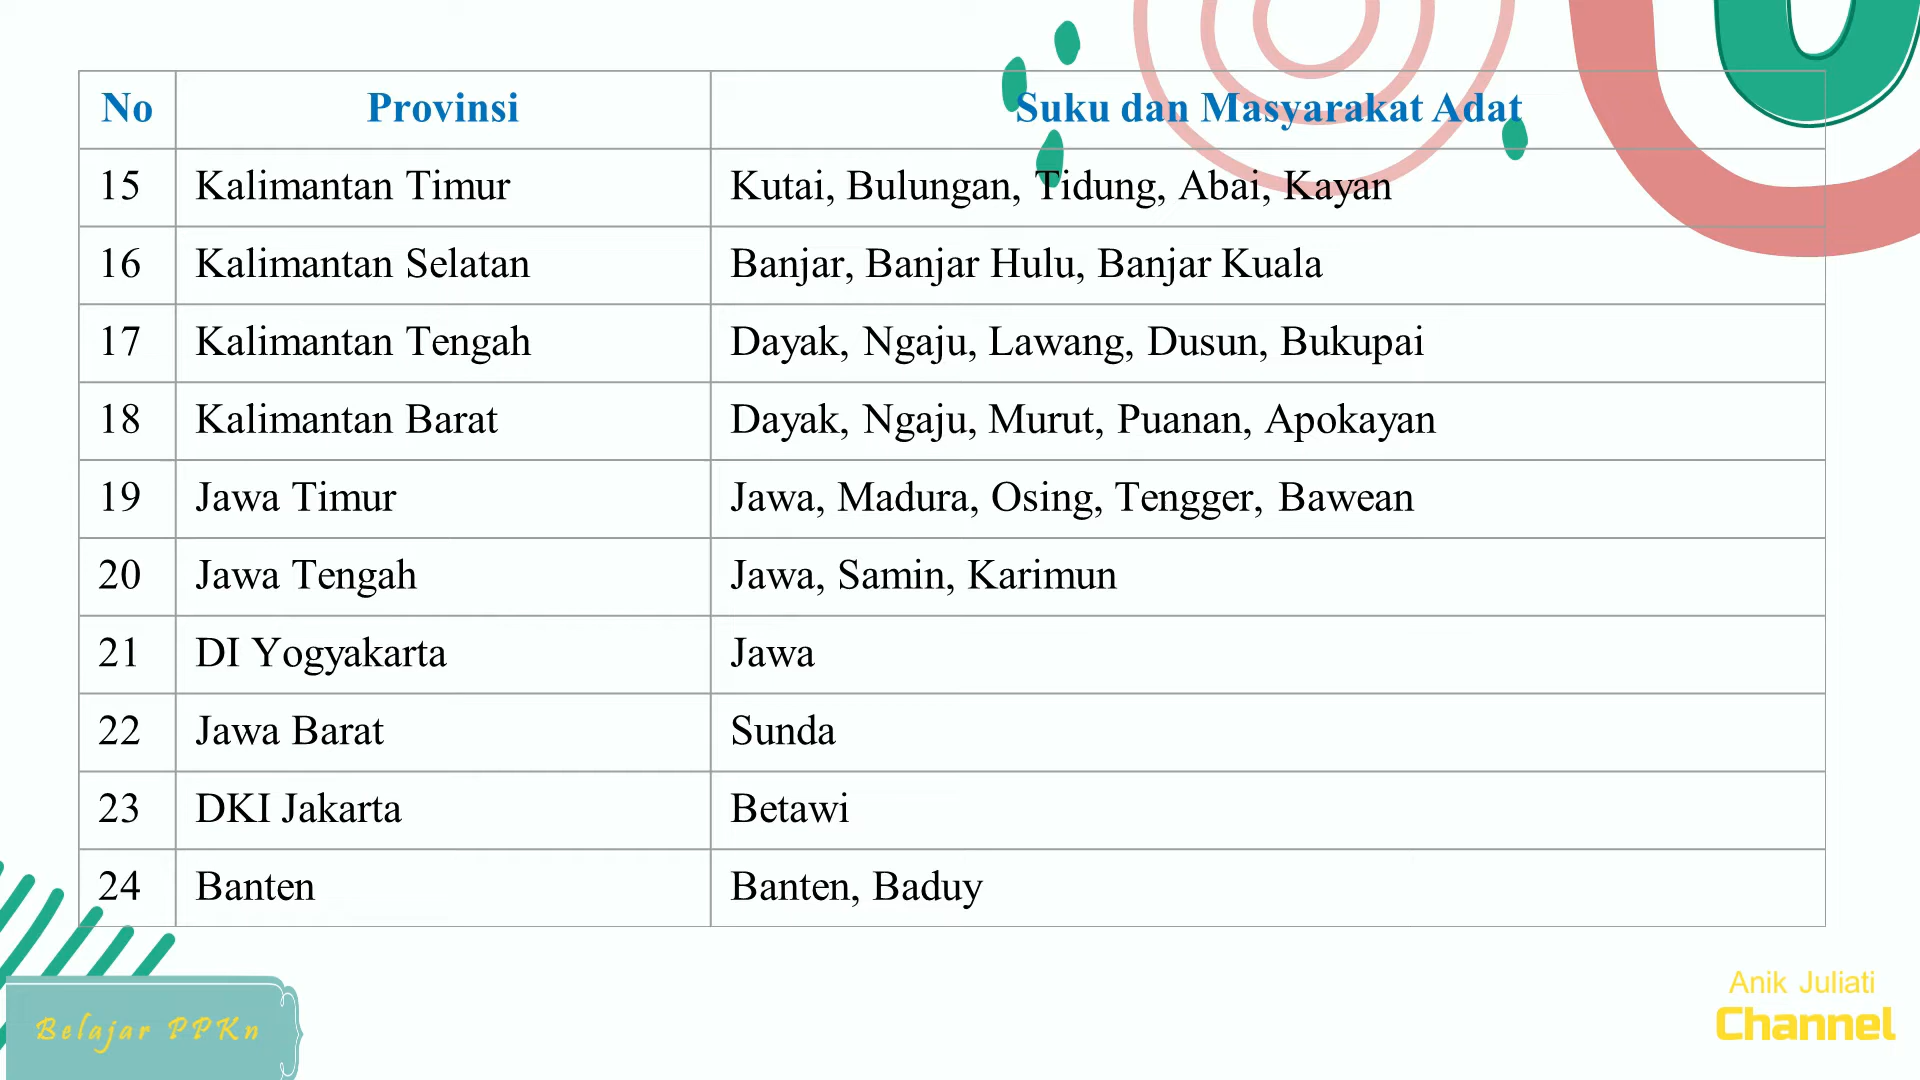 No Provinsi Suku dan Masyarakat Adat
15 Kalimantan Timur Kutai, Bulungan, Tidung, Abai, Kayan
16 Kalimantan Selatan Banjar, Banjar Hulu, Banjar Kuala
17 Kalimantan Tengah Dayak, Ngaju, Lawang, Dusun, Bukupai
18 Kalimantan Barat Dayak, Ngaju, Murut, Puanan, Apokayan
19 Jawa Timur Jawa, Madura, Osing, Tengger, Bawean
20 Jawa Tengah Jawa, Samin, Karimun
21 DI Yogyakarta Jawa
22 Jawa Barat Sunda
23 DKI Jakarta Betawi
24 Banten Banten, Baduy
Belajar PPKn
Anik Juliati
Channel